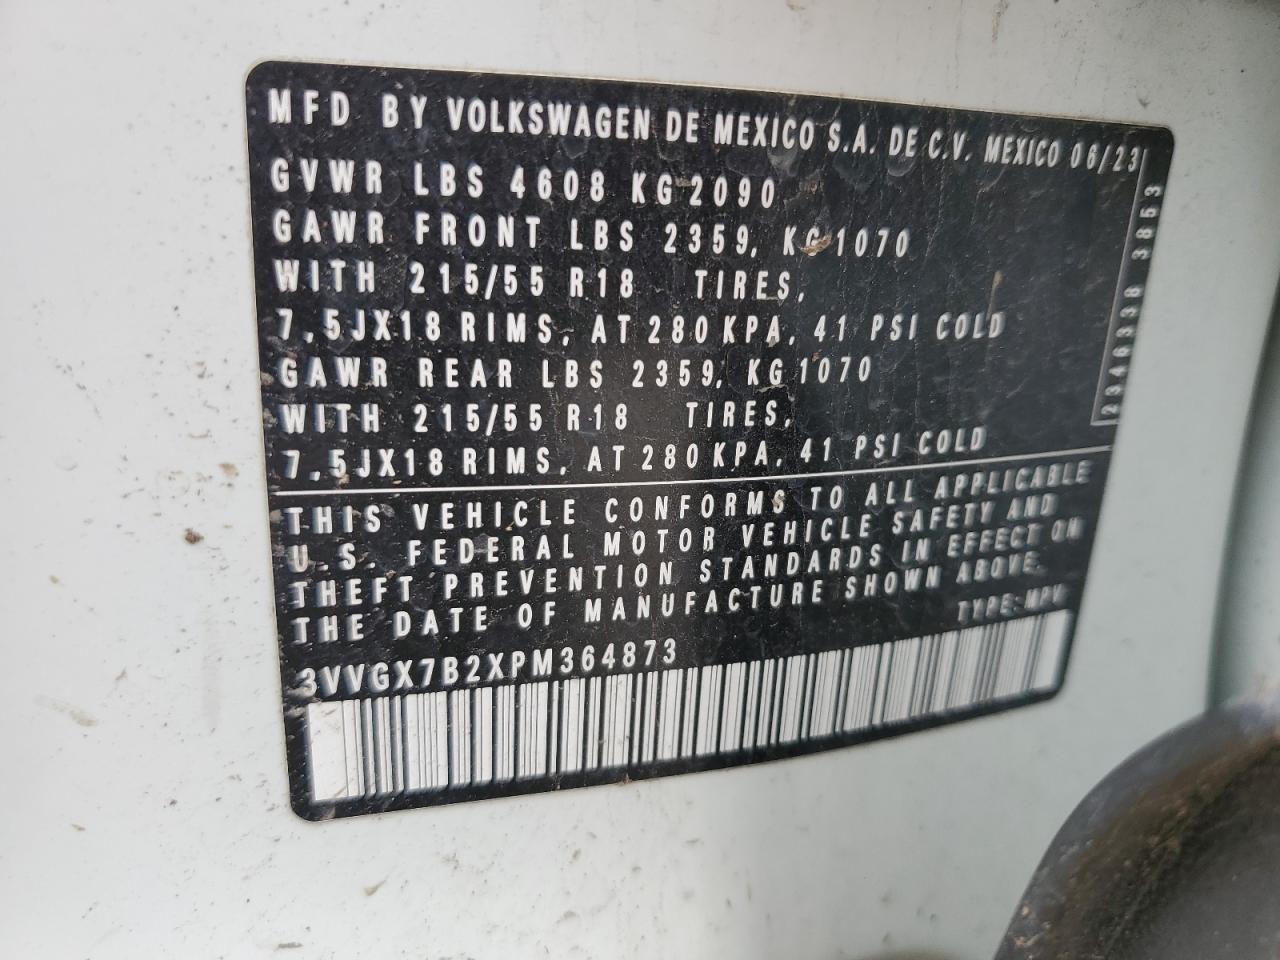 MFD BY VOLKSWAGEN DE MEXICO S.A. DE C.V. MEXICO 06/23
GVWR LBS 4608 KG 2090
GAWR FRONT LBS 2359, KG 1070
WITH 215/55 R18 TIRES,
7,5JX18 RIMS, AT 280 KPA, 41 PSI COLD
GAWR REAR LBS 2359, KG 1070
WITH 215/55 R18 TIRES,
7,5JX18 RIMS, AT 280 KPA, 41 PSI COLD
2346338 3853
THIS VEHICLE CONFORMS TO ALL APPLICABLE
U.S. FEDERAL MOTOR VEHICLE SAFETY AND
THEFT PREVENTION STANDARDS IN EFFECT ON
THE DATE OF MANUFACTURE SHOWN ABOVE.
TYPE: MPV
3VVGX7B2XPM364873